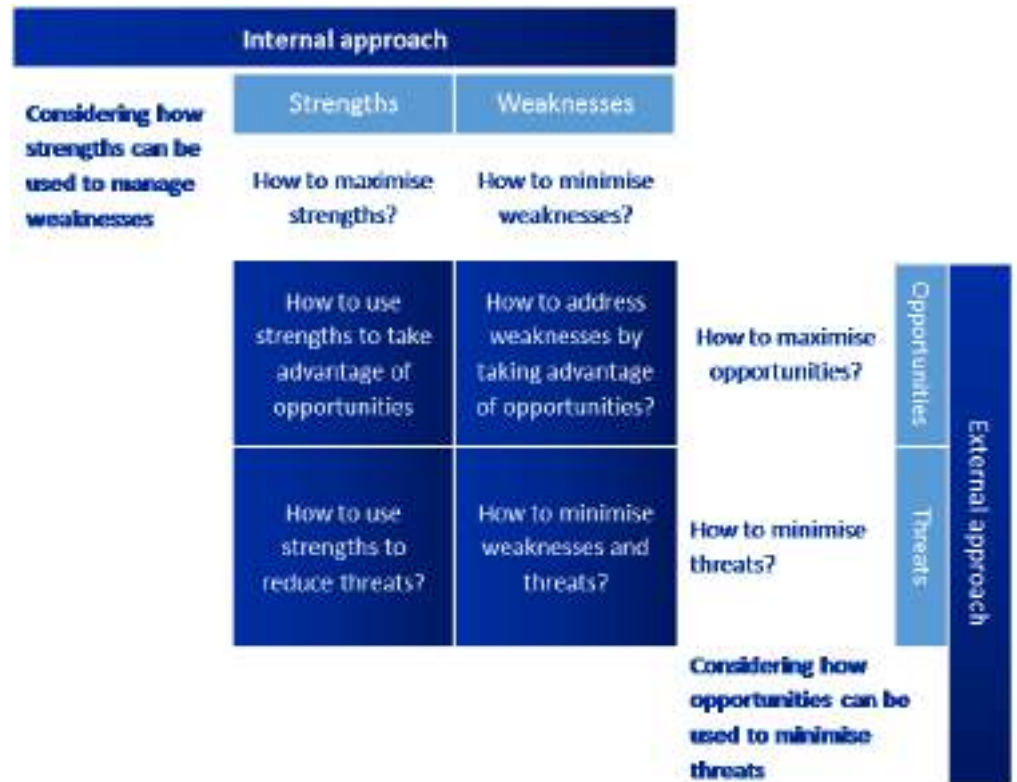 Internal approach
Considering how
strengths can be
used to manage
weaknesses
Strengths
Weaknesses
How to maximise
strengths?
How to minimise
weaknesses?
How to use
strengths to take
advantage of
opportunities
How to address
weaknesses by
taking advantage
of opportunities?
How to maximise
opportunities?
Opportunities
External approach
How to use
strengths to
reduce threats?
How to minimise
weaknesses and
threats?
How to minimise
threats?
Threats
Considering how
opportunities can be
used to minimise
threats